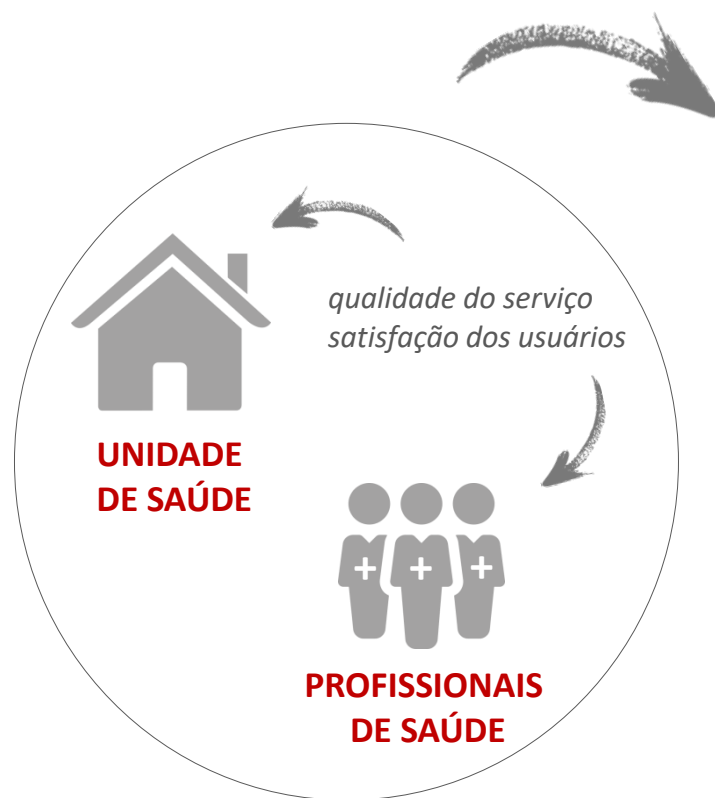 qualidade do serviço
satisfação dos usuários
UNIDADE
DE SAÚDE
PROFISSIONAIS
DE SAÚDE